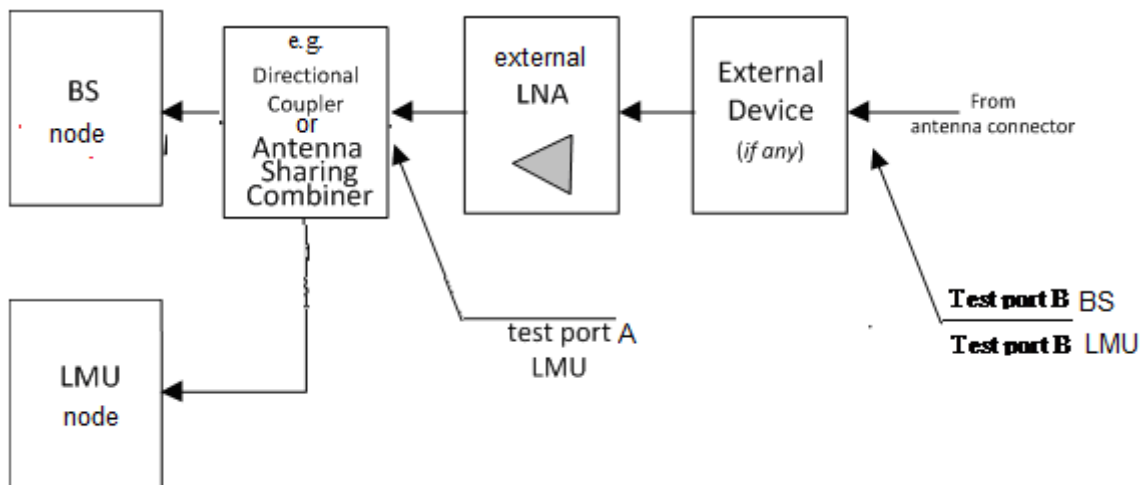 BS
node
e.g.
Directional
Coupler
or
Antenna
Sharing
Combiner
external
LNA
External
Device
(if any)
From
antenna connector
test port A
LMU
Test port B BS
Test port B LMU
LMU
node